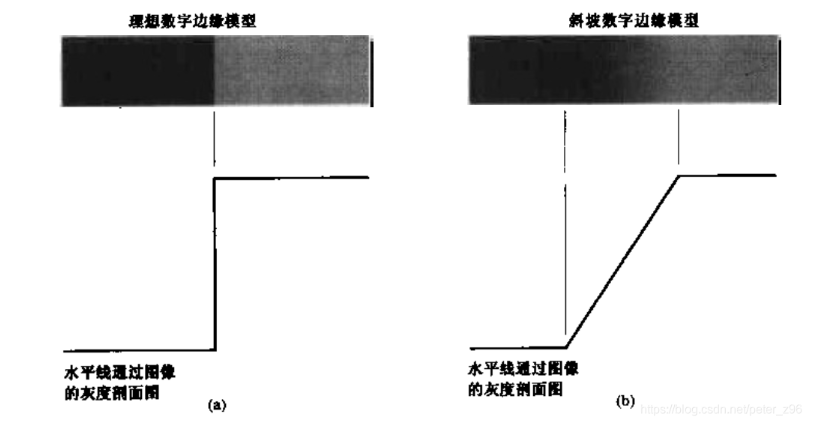 理想数字边缘模型
斜坡数字边缘模型
水平线通过图像
的灰度剖面图
(a)
水平线通过图像
的灰度剖面图
(b)
https://blog.csdn.net/peter_z96